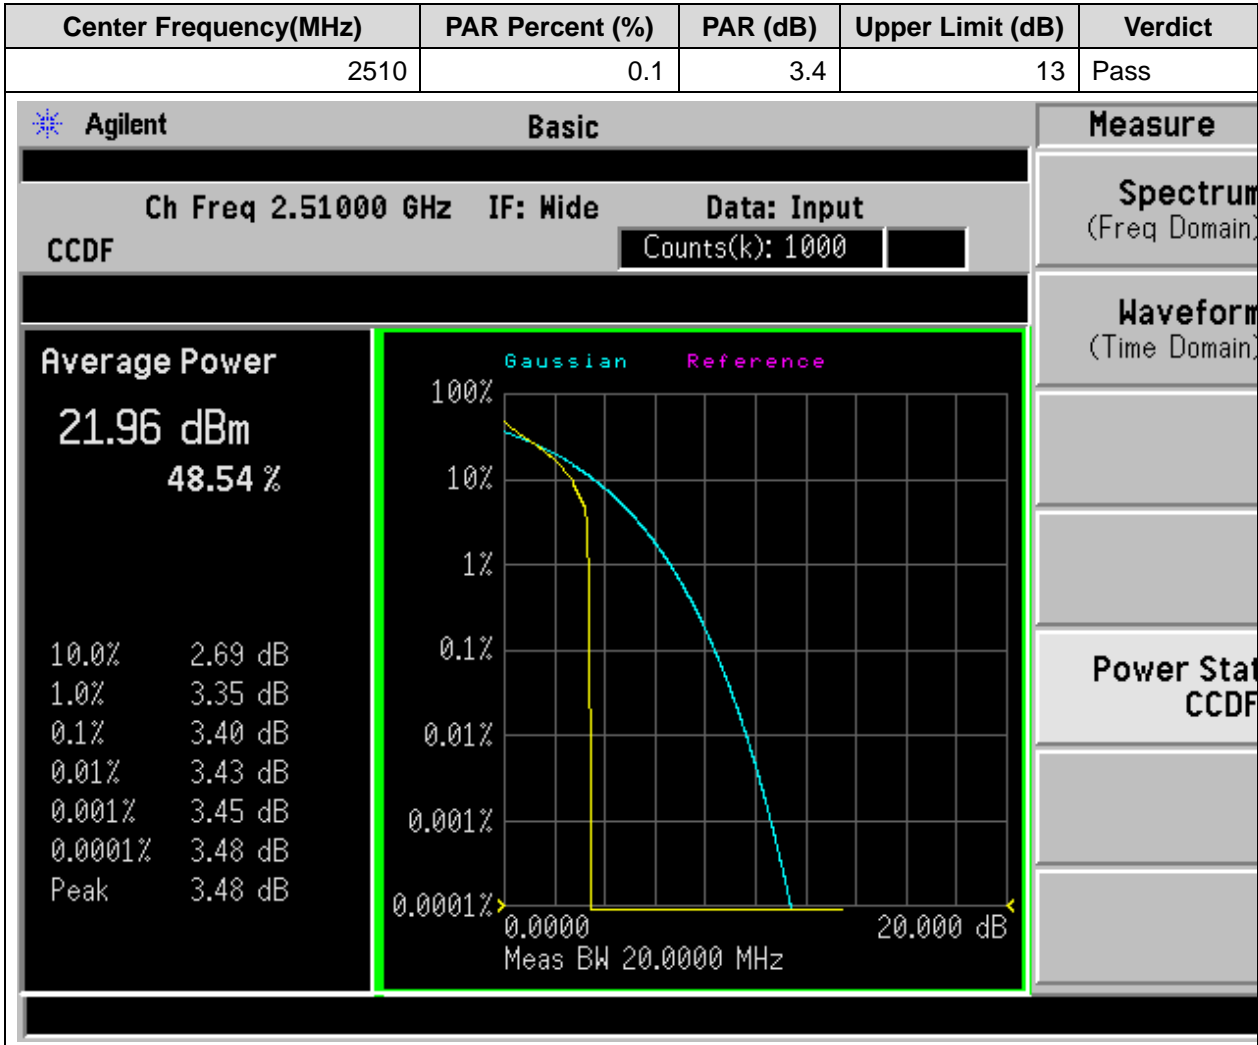 Center Frequency(MHz) PAR Percent (%) PAR (dB) Upper Limit (dB) Verdict
2510 0.1 3.4 13 Pass
Agilent Basic Measure
Ch Freq 2.51000 GHz IF: Wide Data: Input
CCDF Counts(k): 1000
Spectrum
(Freq Domain)
Waveform
(Time Domain)
Power Stat
CCDF
Average Power
21.96 dBm
48.54 %
10.0% 2.69 dB
1.0% 3.35 dB
0.1% 3.40 dB
0.01% 3.43 dB
0.001% 3.45 dB
0.0001% 3.48 dB
Peak 3.48 dB
Gaussian Reference
100%
10%
1%
0.1%
0.01%
0.001%
0.0001%
0.0000 20.000 dB
Meas BW 20.0000 MHz